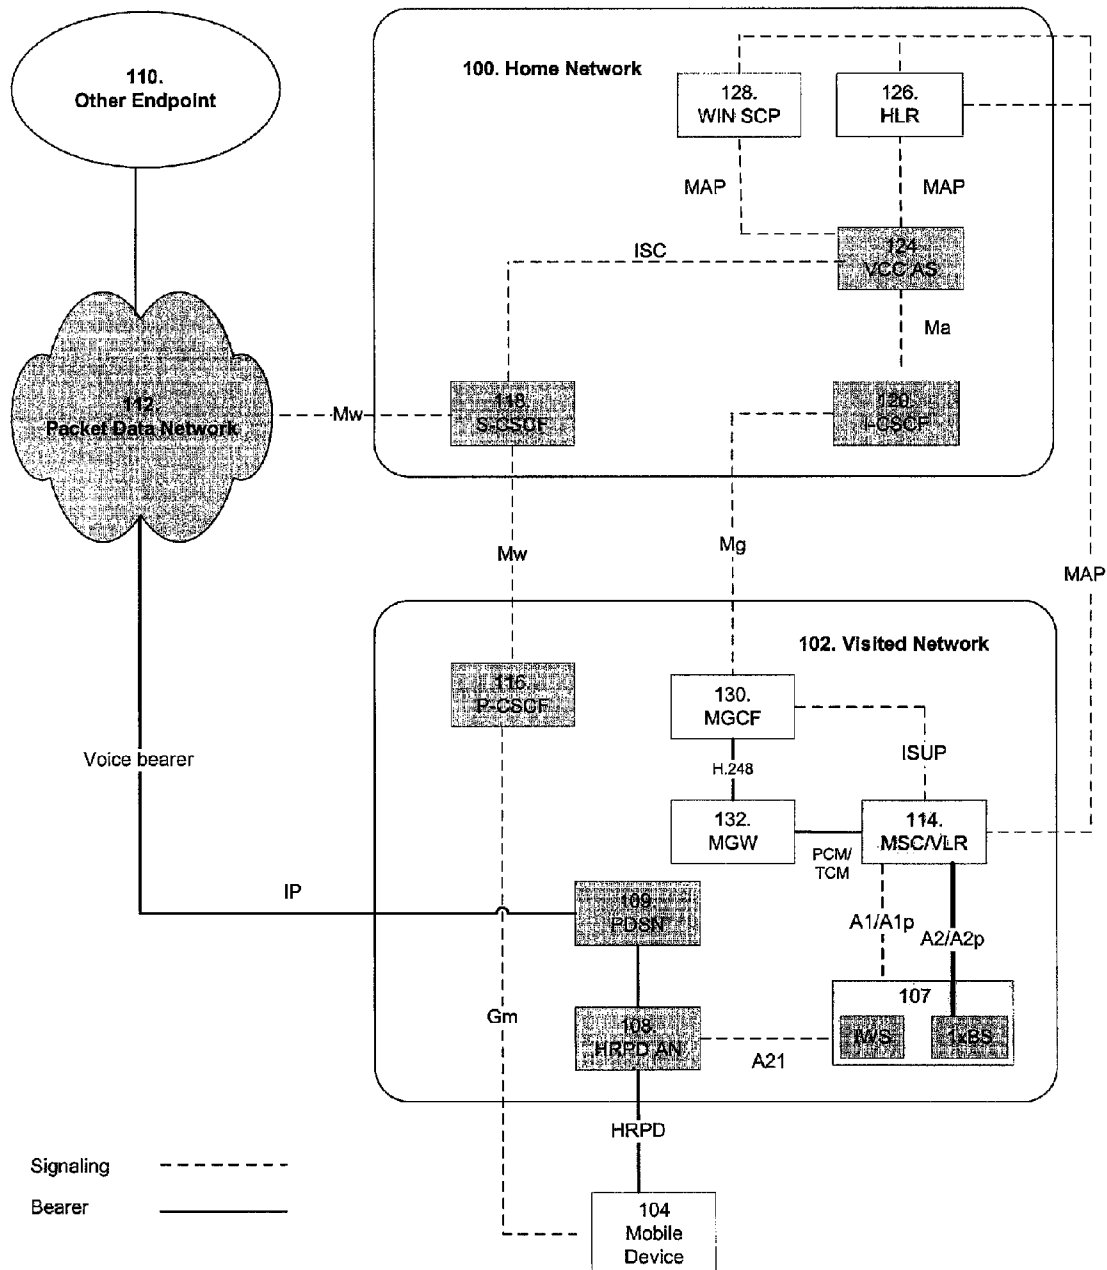 110.
Other Endpoint
100. Home Network
128.
WIN SCP
126.
HLR
MAP
MAP
124.
VCC AS
ISC
Ma
112.
Packet Data Network
Mw
118.
S-CSCF
120.
I-CSCF
Mw
Mg
MAP
102. Visited Network
116.
P-CSCF
130.
MGCF
ISUP
H.248
Voice bearer
132.
MGW
114.
MSC/VLR
PCM/
TCM
IP
109.
PDSN
A1/A1p
A2/A2p
107
Gm
108.
HRPD AN
IWS
1xBS
A21
HRPD
Signaling
Bearer
104
Mobile
Device